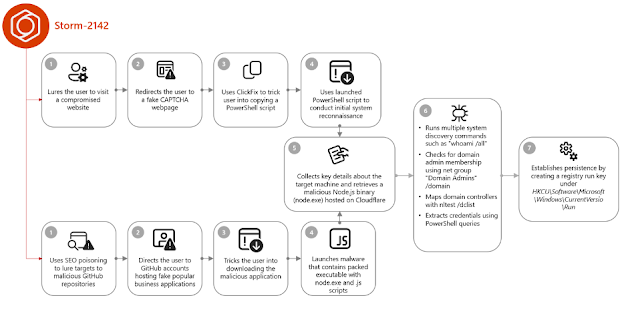 Storm-2142
1
Lures the user to visit
a compromised
website
2
Redirects the user to
a fake CAPTCHA
webpage
3
Uses ClickFix to trick
user into copying a
PowerShell script
4
Uses launched
PowerShell script to
conduct initial system
reconnaissance
5
Collects key details about the
target machine and retrieves a
malicious Node.js binary
(node.exe) hosted on Cloudflare
6
• Runs multiple system
discovery commands
such as "whoami /all"
• Checks for domain
admin membership
using net group
"Domain Admins"
/domain
• Maps domain controllers
with nltest /dclist
• Extracts credentials using
PowerShell queries
7
Establishes persistence by
creating a registry run key
under
HKCU\Software\Microsoft
\Windows\CurrentVersio
\Run
1
Uses SEO poisoning
to lure targets to
malicious GitHub
repositories
2
Directs the user to
GitHub accounts
hosting fake popular
business applications
3
Tricks the user into
downloading the
malicious application
4
JS
Launches malware
that contains packed
executable with
node.exe and .js
scripts